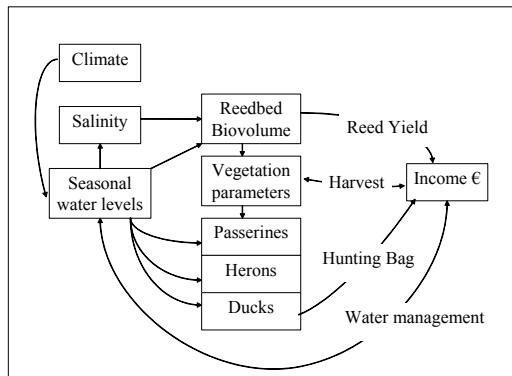 Climate
Salinity
Seasonal
water levels
Reedbed
Biovolume
Vegetation
parameters
Passerines
Herons
Ducks
Reed Yield
Harvest
Income €
Hunting Bag
Water management